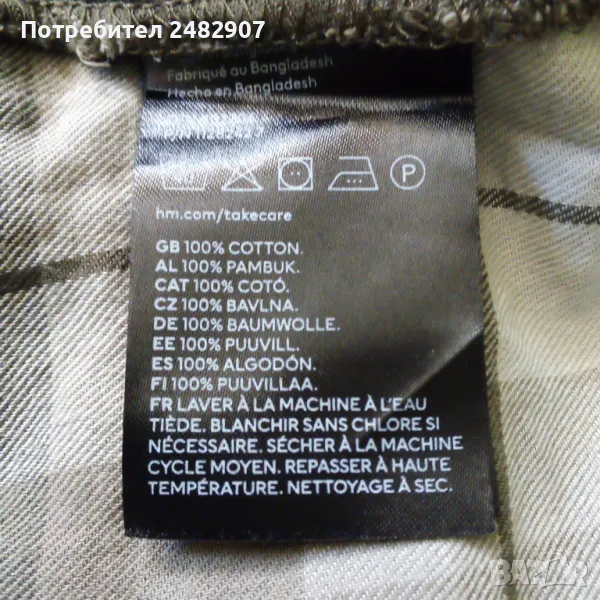 Потребител 2482907
Fabriqué au Bangladesh
Hecho en Bangladesh
P
hm.com/takecare
GB 100% COTTON.
AL 100% PAMBUK.
CAT 100% COTÓ.
CZ 100% BAVLNA.
DE 100% BAUMWOLLE.
EE 100% PUUVILL.
ES 100% ALGODÓN.
FI 100% PUUVILLAA.
FR LAVER À LA MACHINE À L'EAU
TIÈDE. BLANCHIR SANS CHLORE SI
NÉCESSAIRE. SÉCHER À LA MACHINE
CYCLE MOYEN. REPASSER À HAUTE
TEMPÉRATURE. NETTOYAGE À SEC.
BAZAR